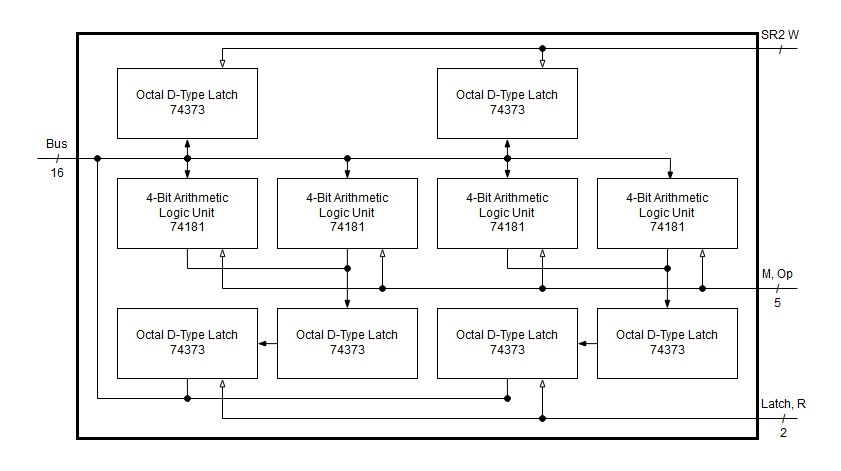 SR2 W
Octal D-Type Latch
74373
Octal D-Type Latch
74373
Bus
16
4-Bit Arithmetic
Logic Unit
74181
4-Bit Arithmetic
Logic Unit
74181
4-Bit Arithmetic
Logic Unit
74181
4-Bit Arithmetic
Logic Unit
74181
M, Op
5
Octal D-Type Latch
74373
Octal D-Type Latch
74373
Octal D-Type Latch
74373
Octal D-Type Latch
74373
Latch, R
2